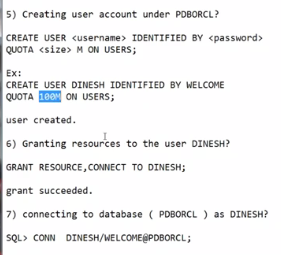 5) Creating user account under PDBORCL?
CREATE USER <username> IDENTIFIED BY <password>
QUOTA <size> M ON USERS;
Ex:
CREATE USER DINESH IDENTIFIED BY WELCOME
QUOTA 100M ON USERS;
user created.
6) Granting resources to the user DINESH?
GRANT RESOURCE,CONNECT TO DINESH;
grant succeeded.
7) connecting to database ( PDBORCL ) as DINESH?
SQL> CONN  DINESH/WELCOME@PDBORCL;